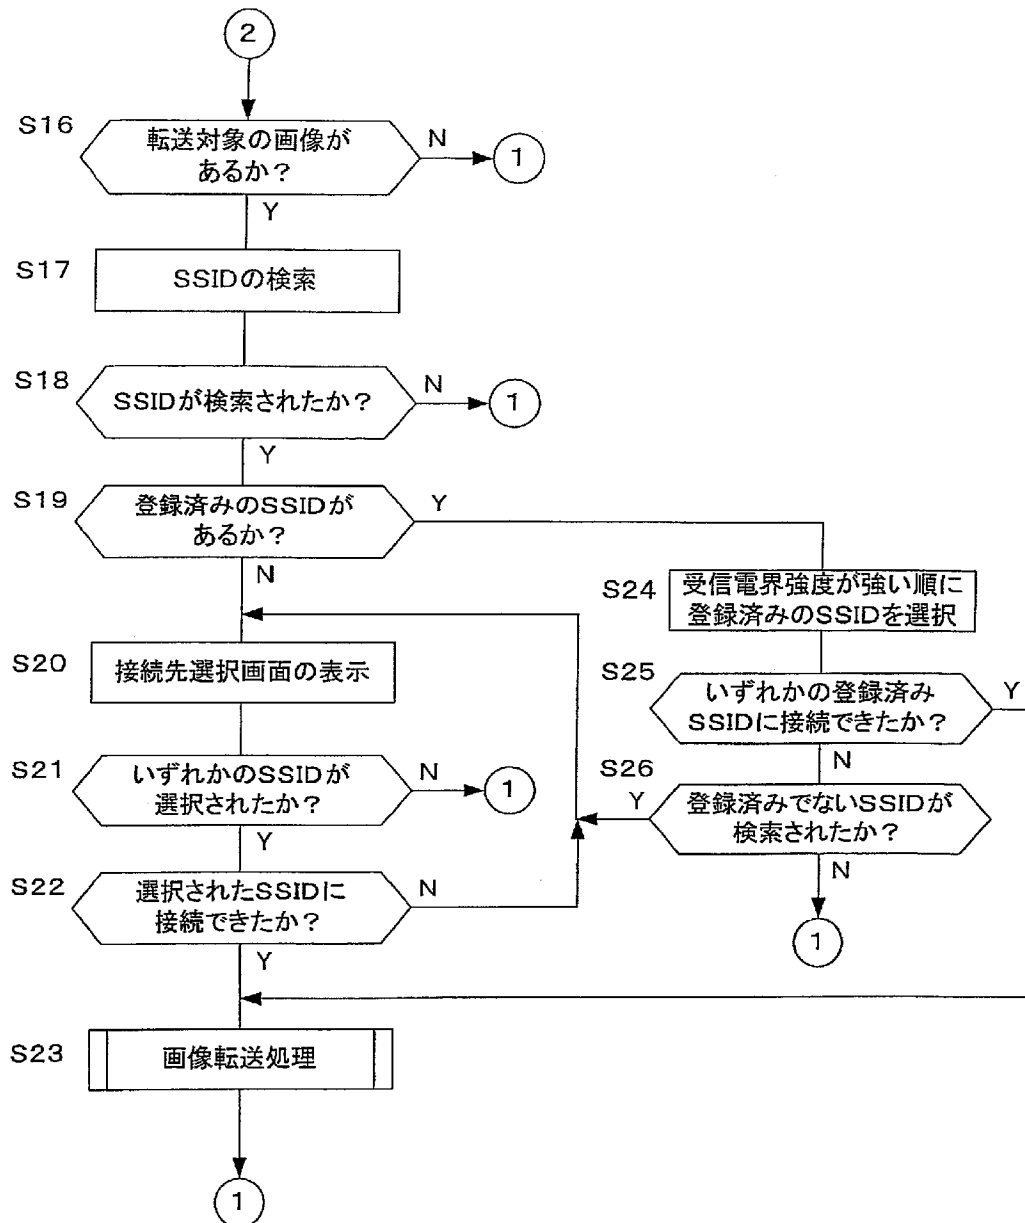 2
S16
転送対象の画像が
あるか？
N
1
Y
S17
SSIDの検索
S18
SSIDが検索されたか？
N
1
Y
S19
登録済みのSSIDが
あるか？
Y
N
S24
受信電界強度が強い順に
登録済みのSSIDを選択
S20
接続先選択画面の表示
S25
いずれかの登録済み
SSIDに接続できたか？
Y
N
S21
いずれかのSSIDが
選択されたか？
N
1
Y
S26
登録済みでないSSIDが
検索されたか？
Y
N
1
S22
選択されたSSIDに
接続できたか？
N
Y
S23
画像転送処理
1